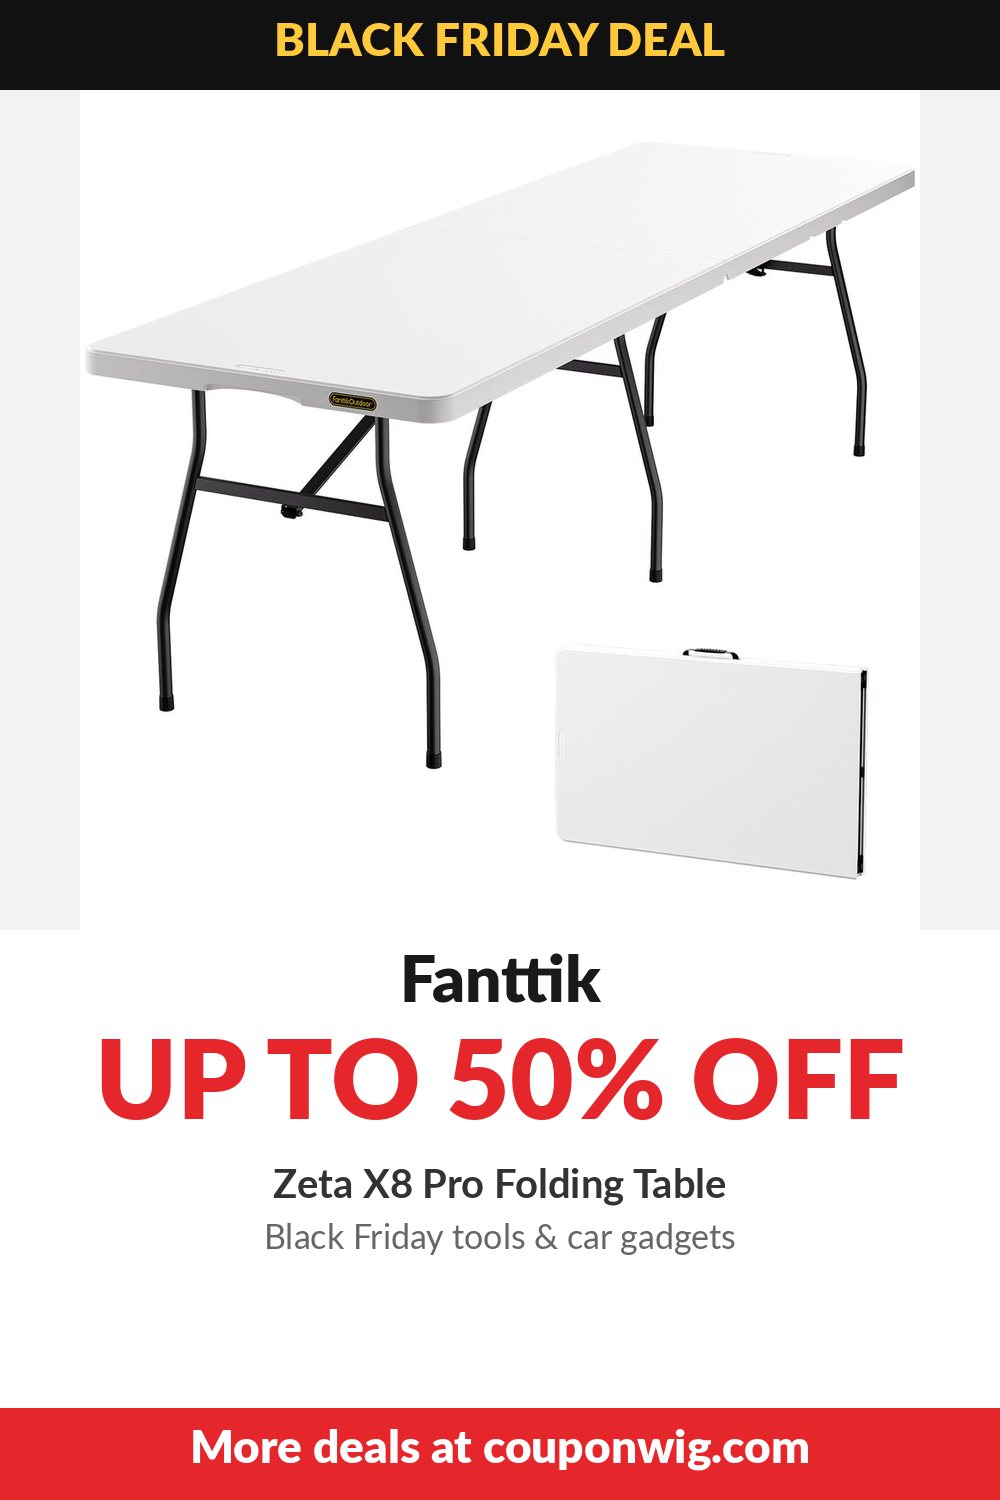 BLACK FRIDAY DEAL
FanttikOutdoor
Fanttik
UP TO 50% OFF
Zeta X8 Pro Folding Table
Black Friday tools & car gadgets
More deals at couponwig.com